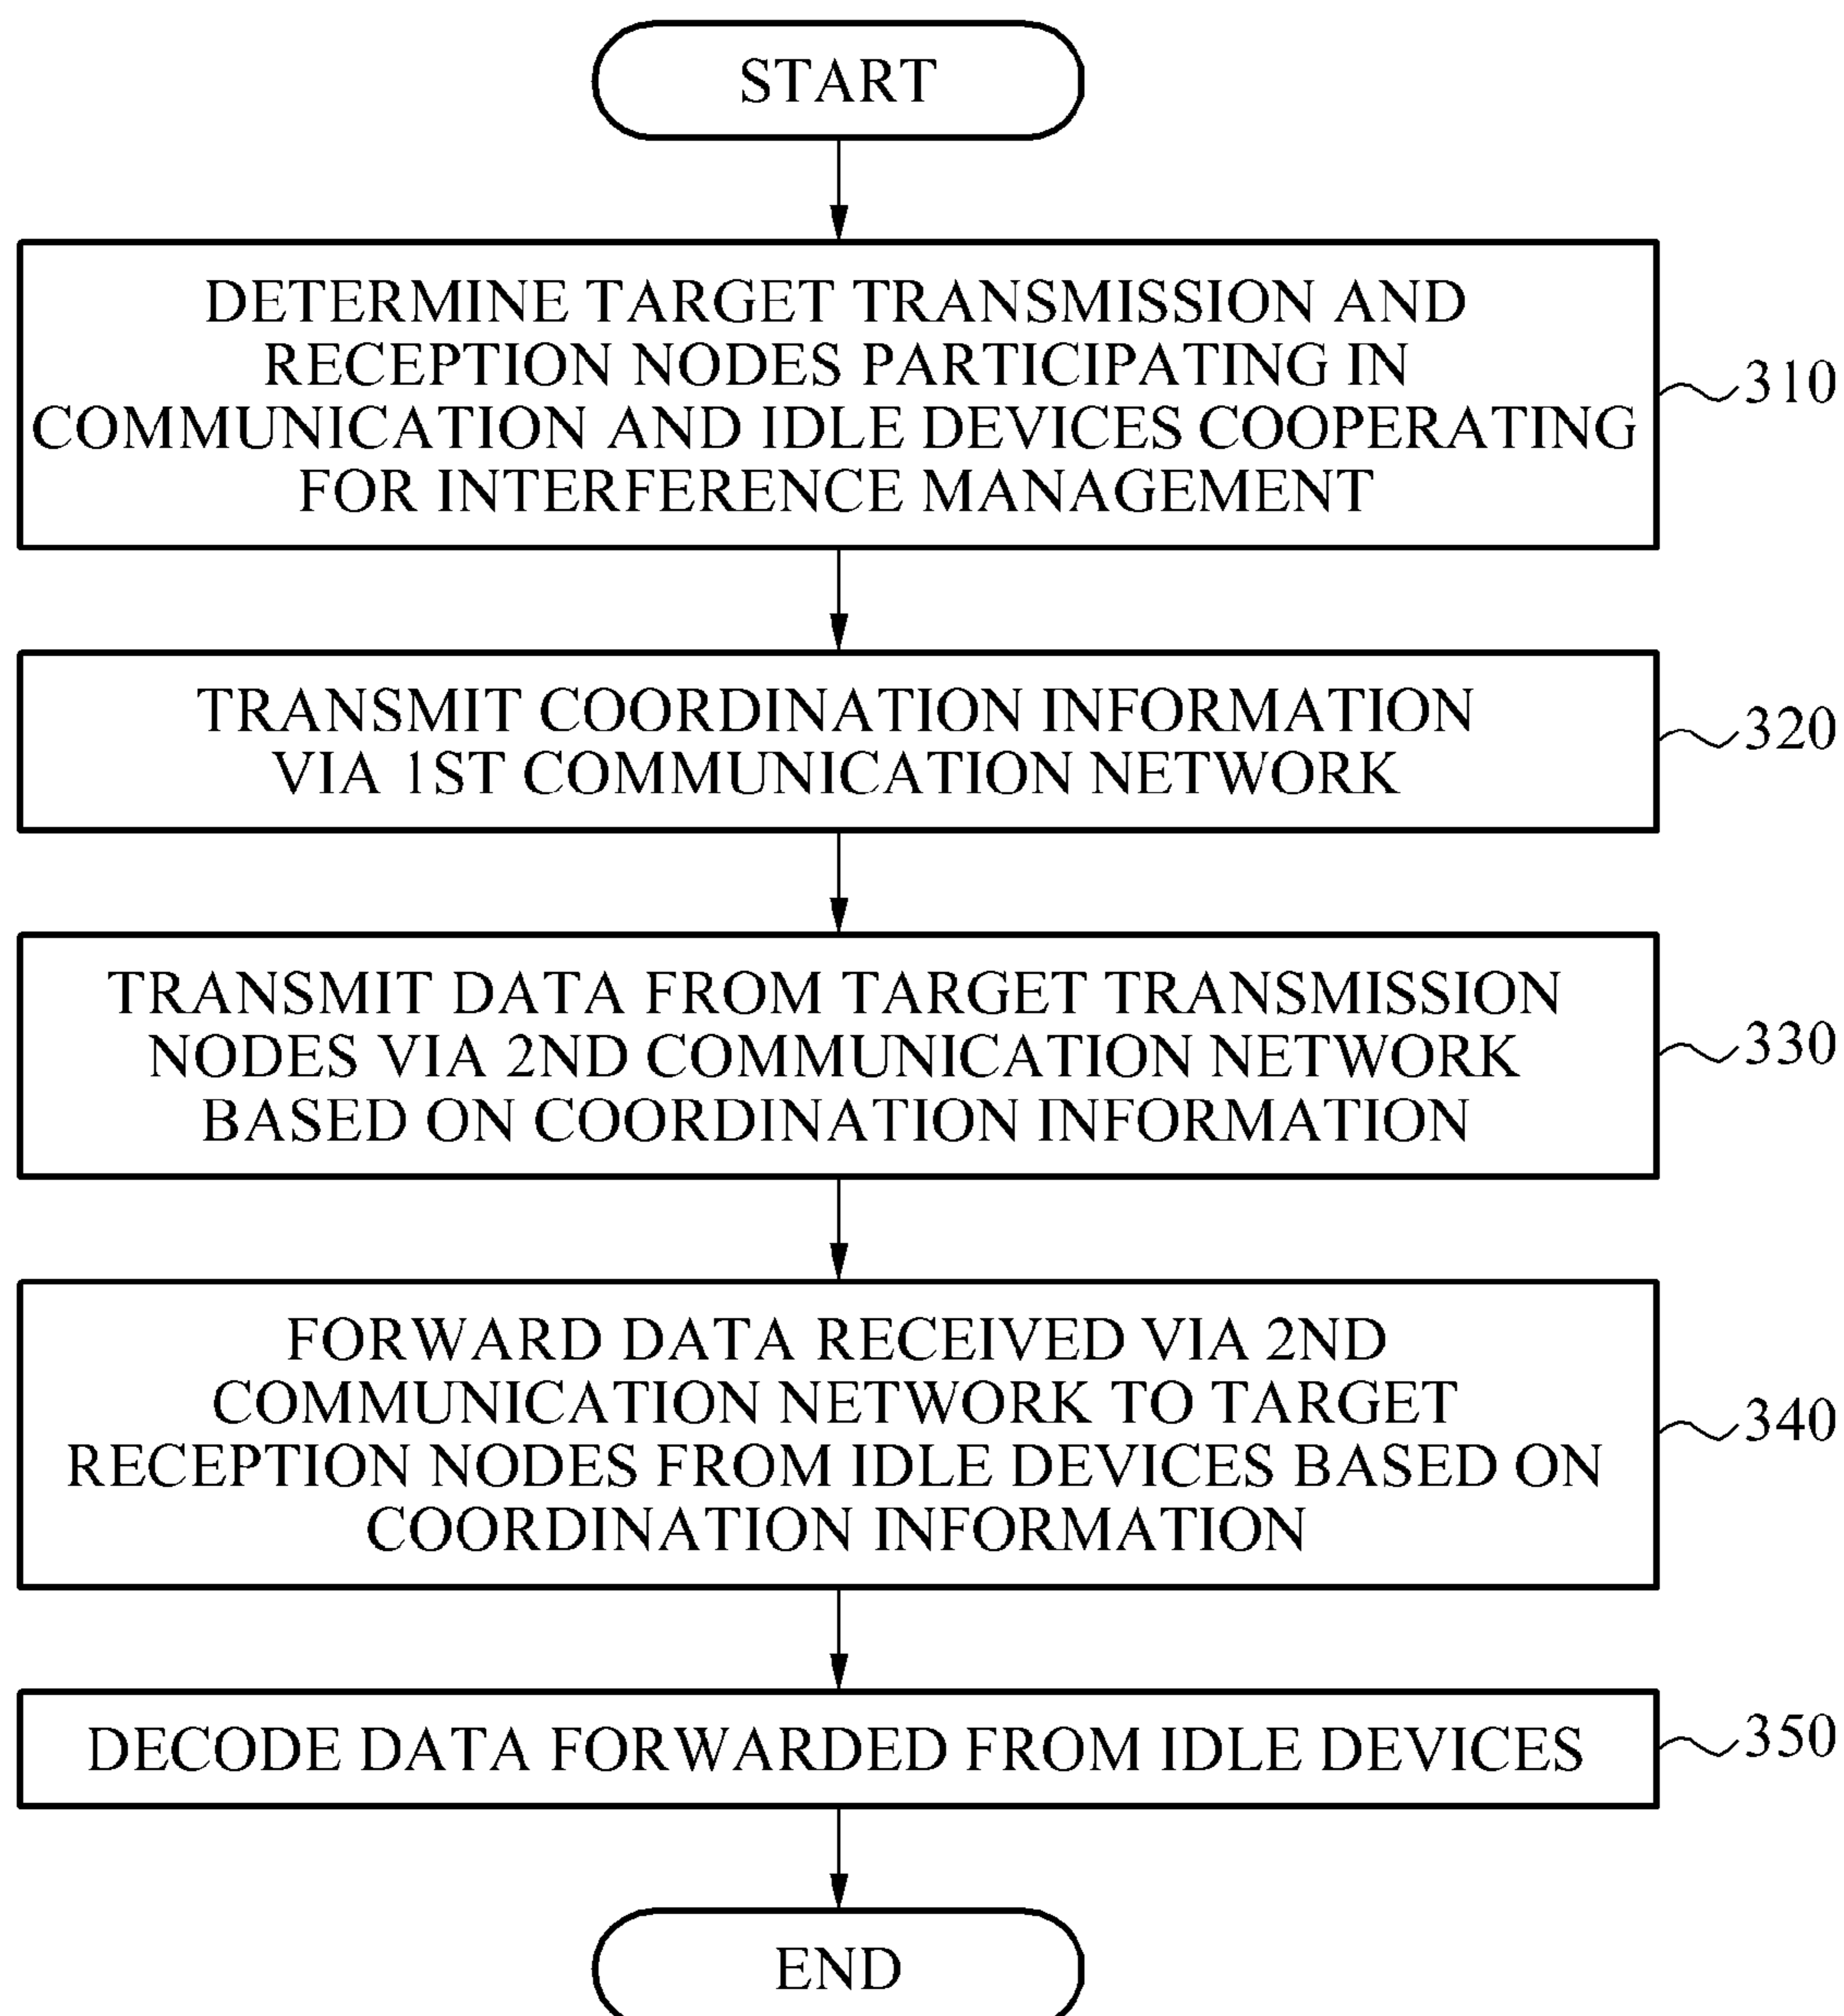 START
DETERMINE TARGET TRANSMISSION AND
RECEPTION NODES PARTICIPATING IN
COMMUNICATION AND IDLE DEVICES COOPERATING
FOR INTERFERENCE MANAGEMENT
310
TRANSMIT COORDINATION INFORMATION
VIA 1ST COMMUNICATION NETWORK
320
TRANSMIT DATA FROM TARGET TRANSMISSION
NODES VIA 2ND COMMUNICATION NETWORK
BASED ON COORDINATION INFORMATION
330
FORWARD DATA RECEIVED VIA 2ND
COMMUNICATION NETWORK TO TARGET
RECEPTION NODES FROM IDLE DEVICES BASED ON
COORDINATION INFORMATION
340
DECODE DATA FORWARDED FROM IDLE DEVICES
350
END